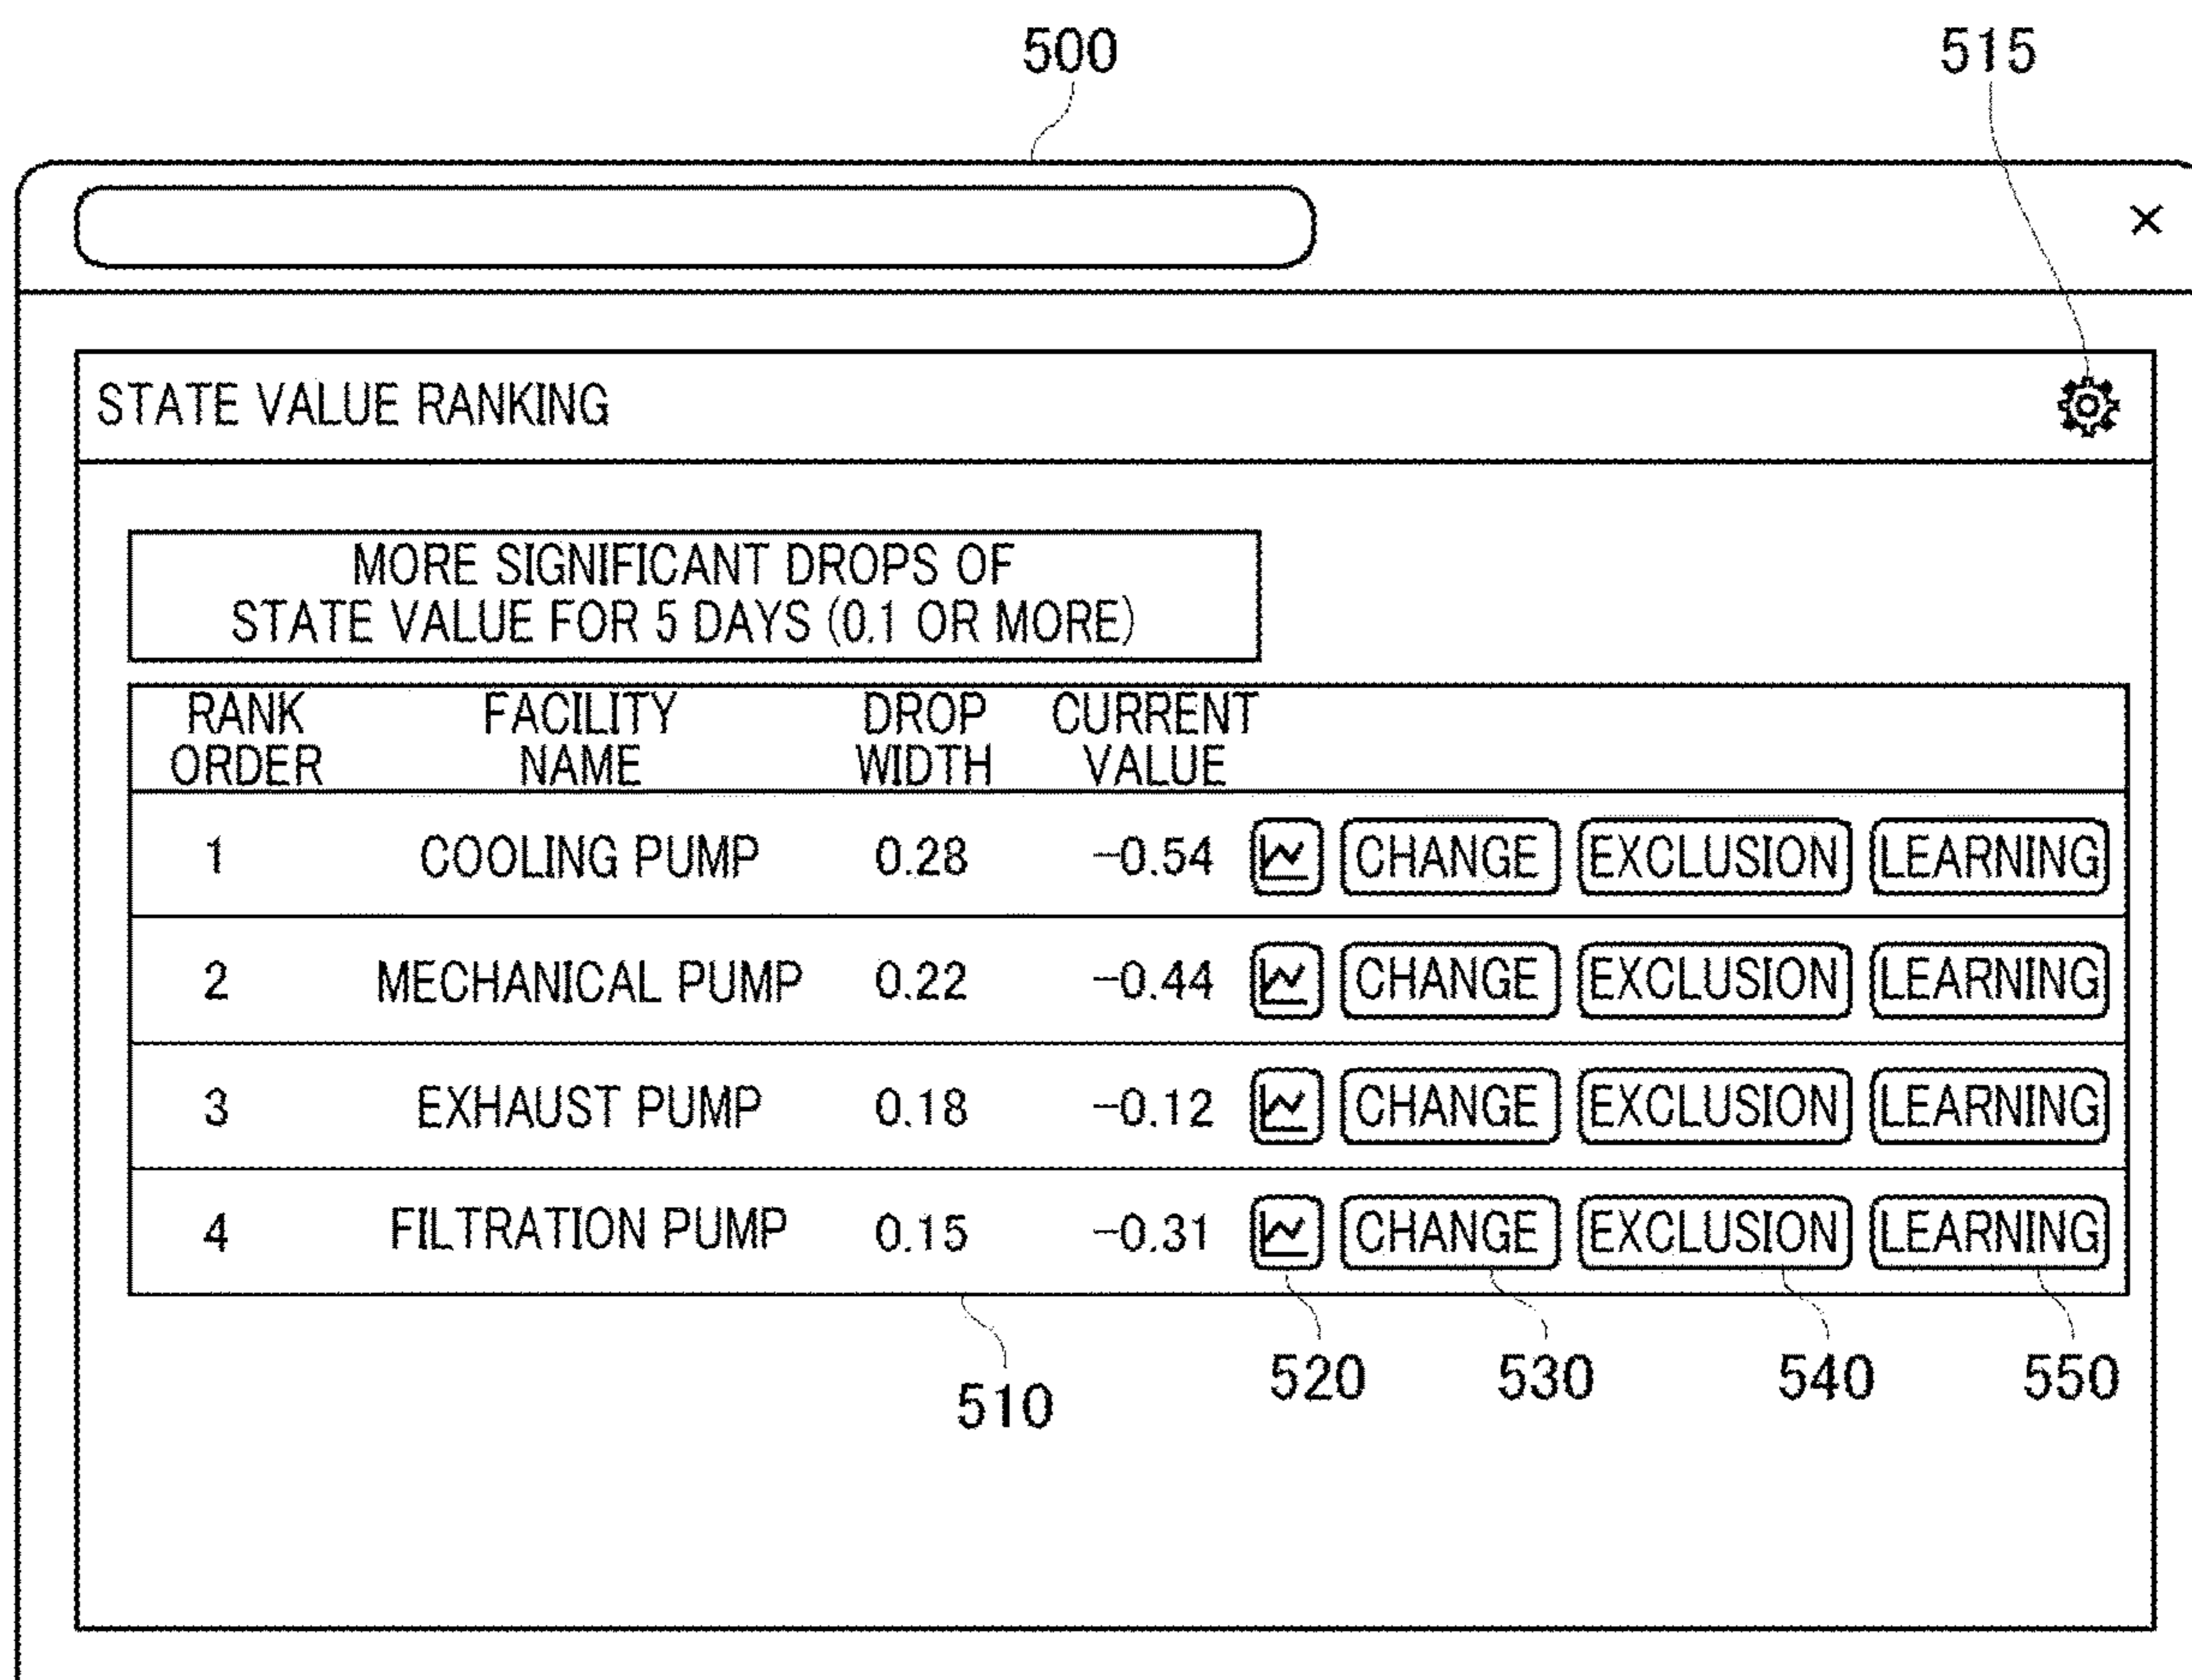 500
515
×
STATE VALUE RANKING
MORE SIGNIFICANT DROPS OF
STATE VALUE FOR 5 DAYS (0.1 OR MORE)
RANK ORDER FACILITY NAME DROP WIDTH CURRENT VALUE
1 COOLING PUMP 0.28 -0.54 CHANGE EXCLUSION LEARNING
2 MECHANICAL PUMP 0.22 -0.44 CHANGE EXCLUSION LEARNING
3 EXHAUST PUMP 0.18 -0.12 CHANGE EXCLUSION LEARNING
4 FILTRATION PUMP 0.15 -0.31 CHANGE EXCLUSION LEARNING
510
520
530
540
550